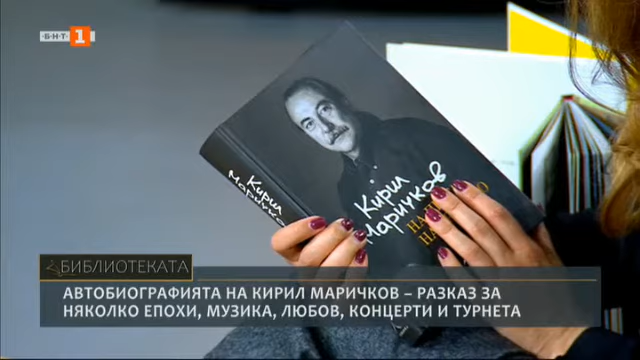 БНТ 1
Кирил
Маричков
Кирил
Маричков
БИБЛИОТЕКАТА
АВТОБИОГРАФИЯТА НА КИРИЛ МАРИЧКОВ – РАЗКАЗ ЗА
НЯКОЛКО ЕПОХИ, МУЗИКА, ЛЮБОВ, КОНЦЕРТИ И ТУРНЕТА